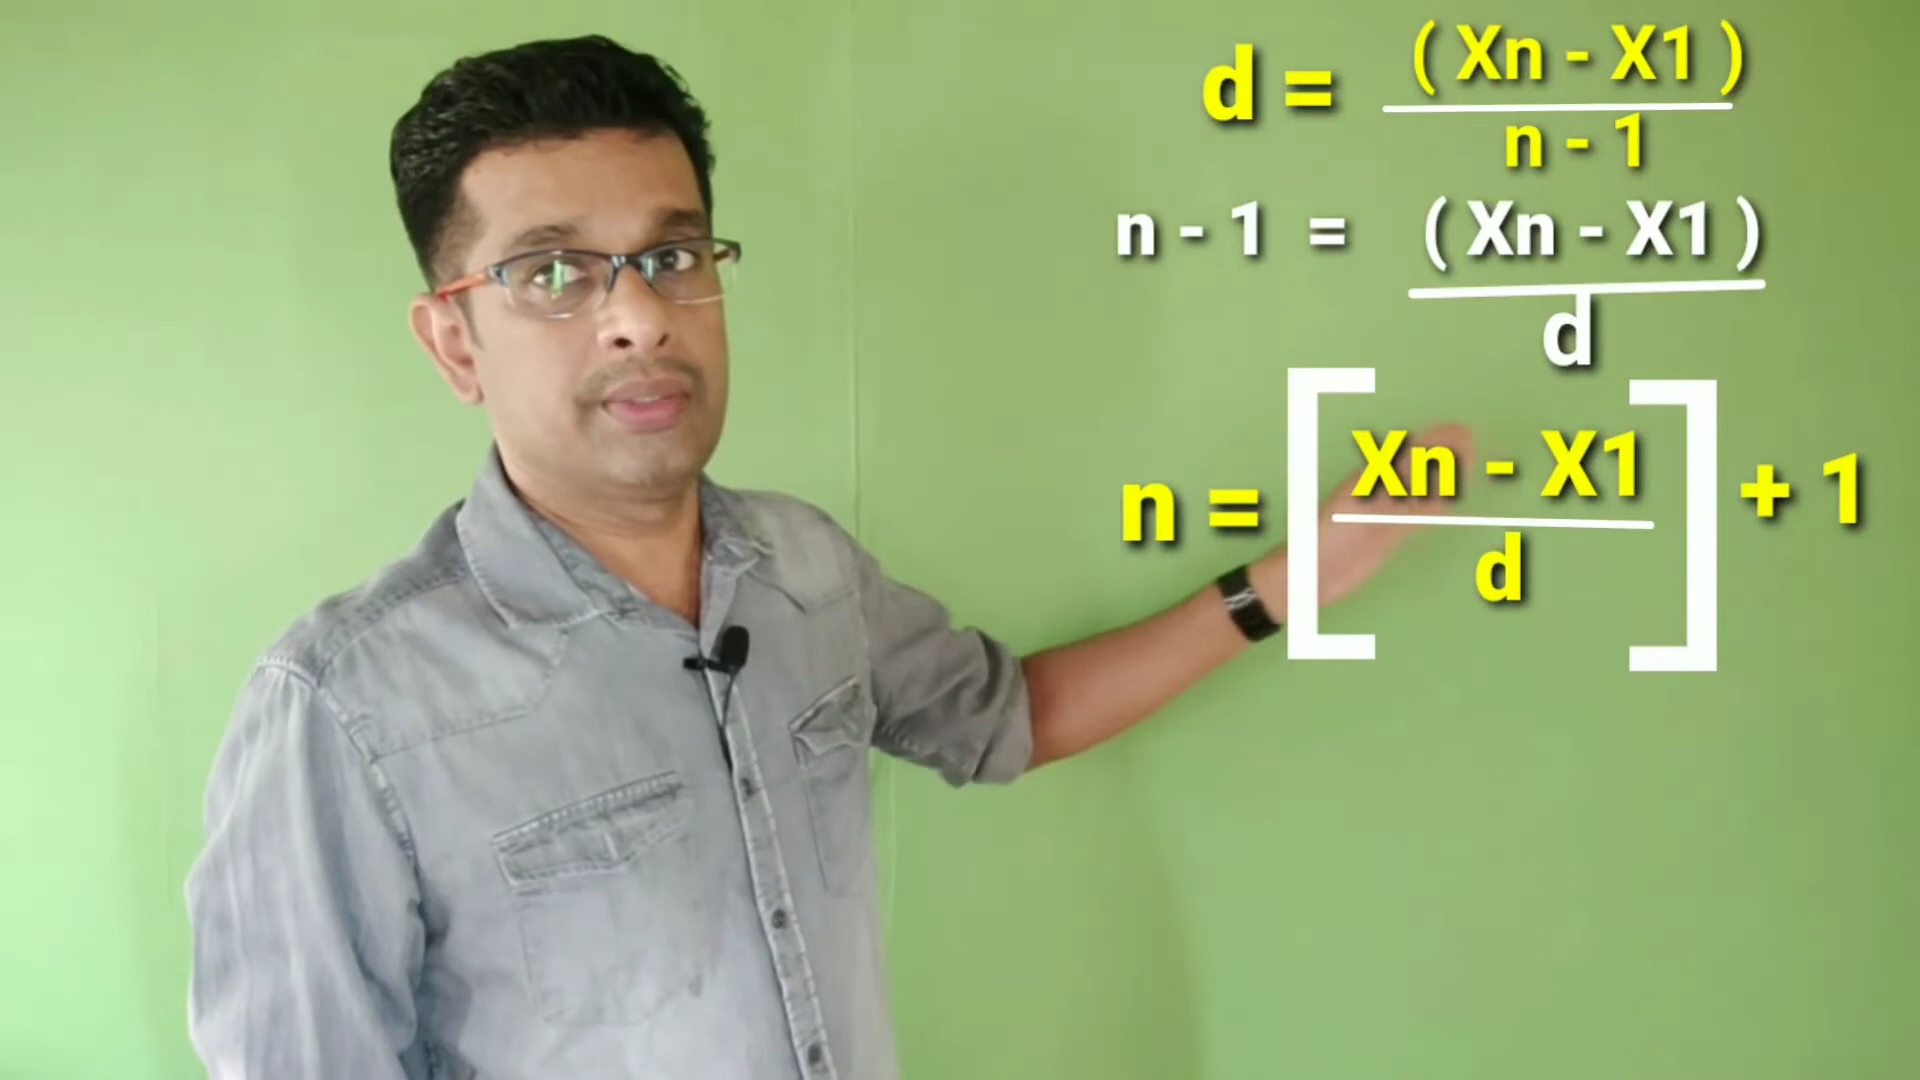 d = ( Xn - X1 )
n - 1
n - 1 = ( Xn - X1 )
d
n = [ Xn - X1 ] + 1
d